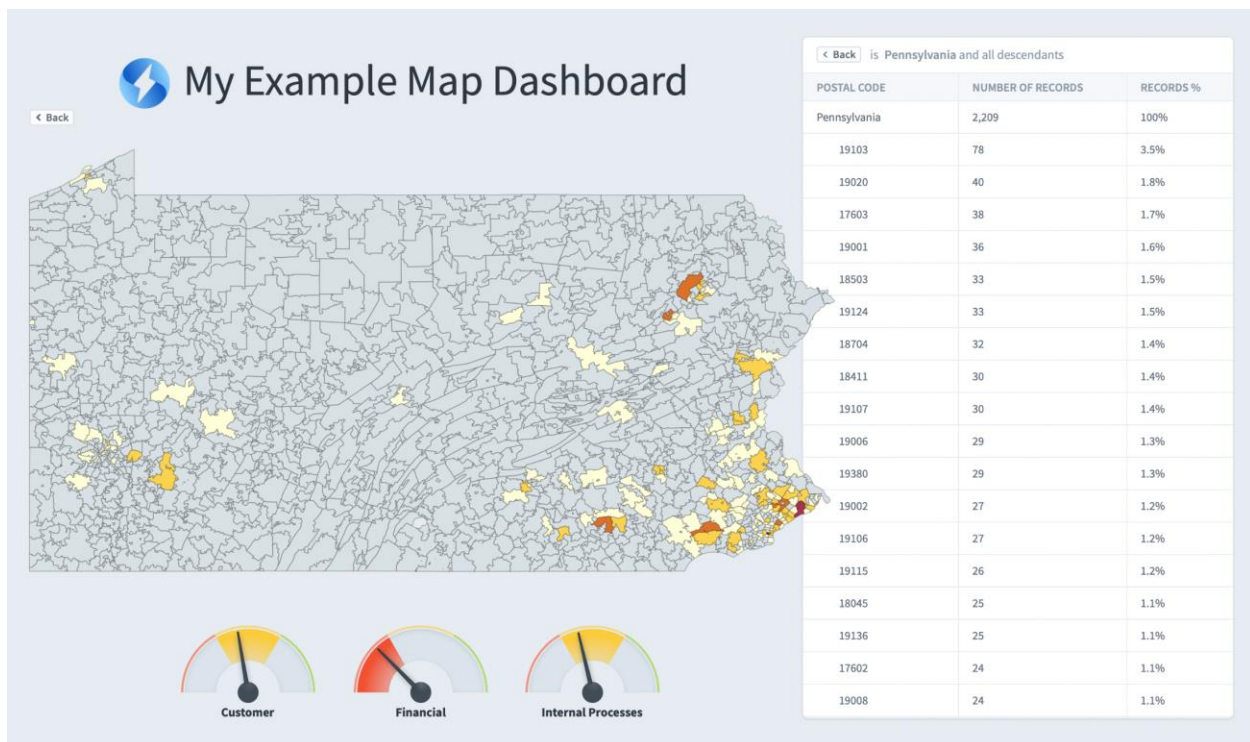 My Example Map Dashboard
< Back
< Back is Pennsylvania and all descendants
POSTAL CODE NUMBER OF RECORDS RECORDS %
Pennsylvania 2,209 100%
19103 78 3.5%
19020 40 1.8%
17603 38 1.7%
19001 36 1.6%
18503 33 1.5%
19124 33 1.5%
18704 32 1.4%
18411 30 1.4%
19107 30 1.4%
19006 29 1.3%
19380 29 1.3%
19002 27 1.2%
19106 27 1.2%
19115 26 1.2%
18045 25 1.1%
19136 25 1.1%
17602 24 1.1%
19008 24 1.1%
Customer Financial Internal Processes